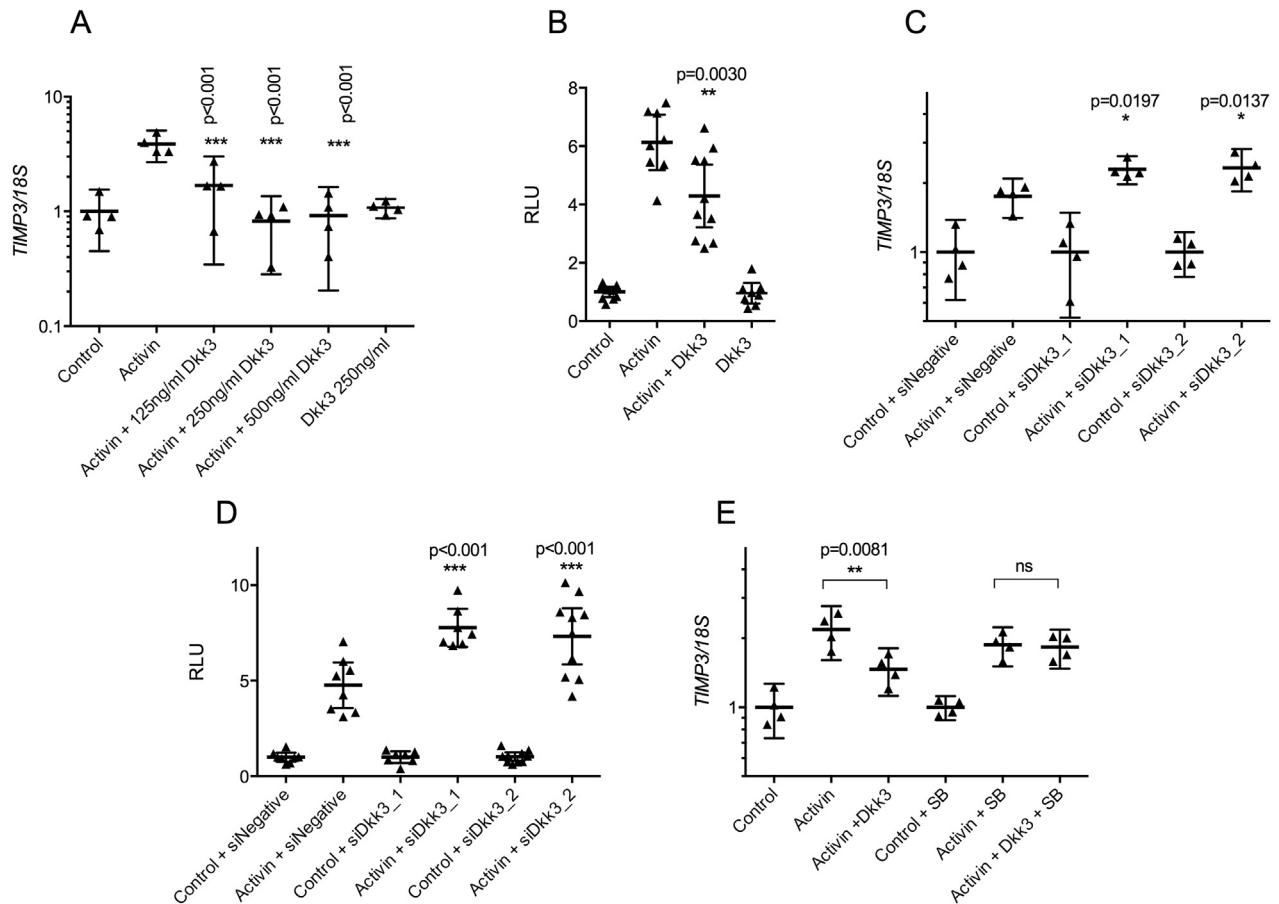 A
p<0.001
p<0.001
p<0.001
***
***
***
10
1
0.1
TIMP3/18S
Control
Activin
Activin + 125ng/ml Dkk3
Activin + 250ng/ml Dkk3
Activin + 500ng/ml Dkk3
Dkk3 250ng/ml
B
p=0.0030
**
8
6
4
2
0
RLU
Control
Activin
Activin + Dkk3
Dkk3
C
p=0.0197
p=0.0137
*
*
1
TIMP3/18S
Control + siNegative
Activin + siNegative
Control + siDkk3_1
Activin + siDkk3_1
Control + siDkk3_2
Activin + siDkk3_2
D
p<0.001
p<0.001
***
***
10
5
0
RLU
Control + siNegative
Activin + siNegative
Control + siDkk3_1
Activin + siDkk3_1
Control + siDkk3_2
Activin + siDkk3_2
E
p=0.0081
**
ns
1
TIMP3/18S
Control
Activin
Activin +Dkk3
Control + SB
Activin + SB
Activin + Dkk3 + SB